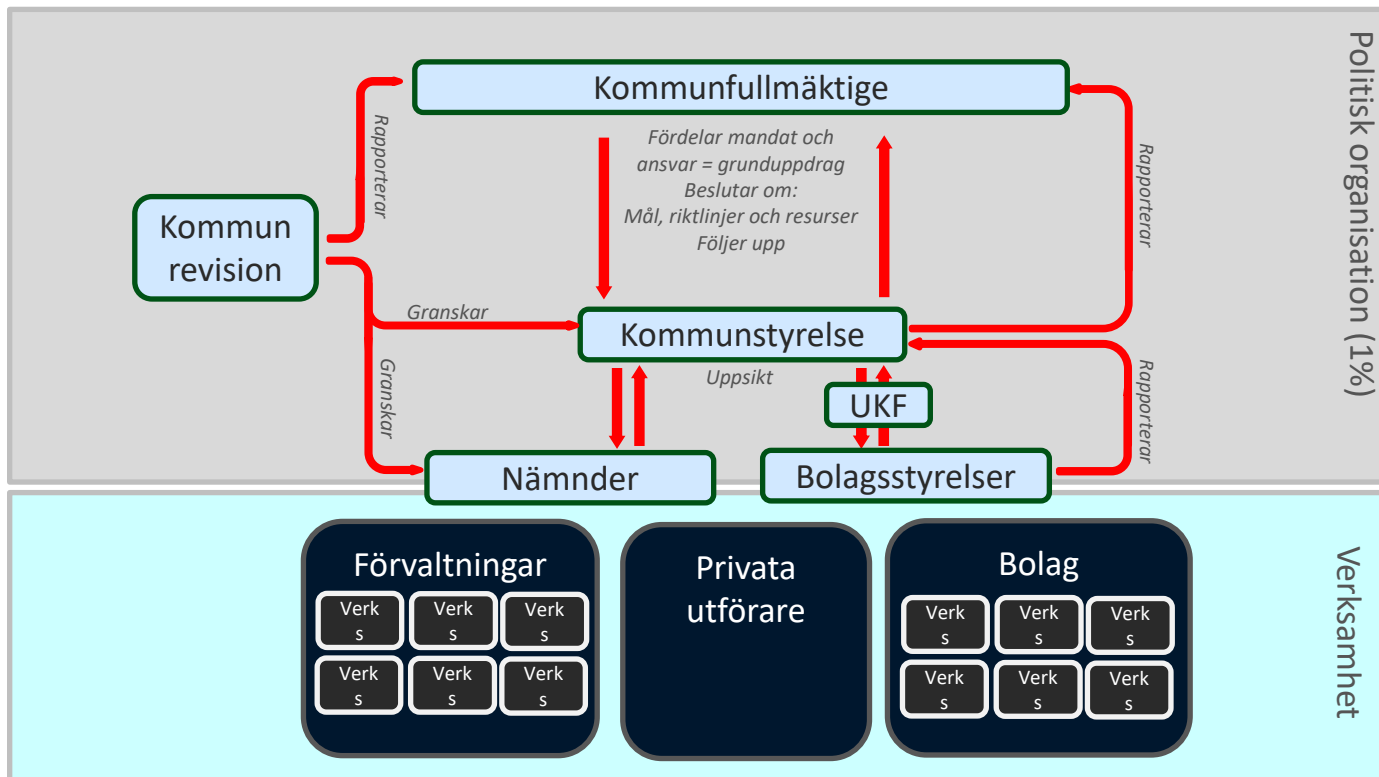 Politisk organisation (1%)
Kommunfullmäktige
Rapporterar
Fördelar mandat och
ansvar = grunduppdrag
Beslutar om:
Mål, riktlinjer och resurser
Följer upp
Rapporterar
Kommun
revision
Granskar
Kommunstyrelse
Uppsikt
Granskar
UKF
Rapporterar
Nämnder
Bolagsstyrelser
Verksamhet
Förvaltningar
Verk
s
Verk
s
Verk
s
Verk
s
Verk
s
Verk
s
Privata
utförare
Bolag
Verk
s
Verk
s
Verk
s
Verk
s
Verk
s
Verk
s